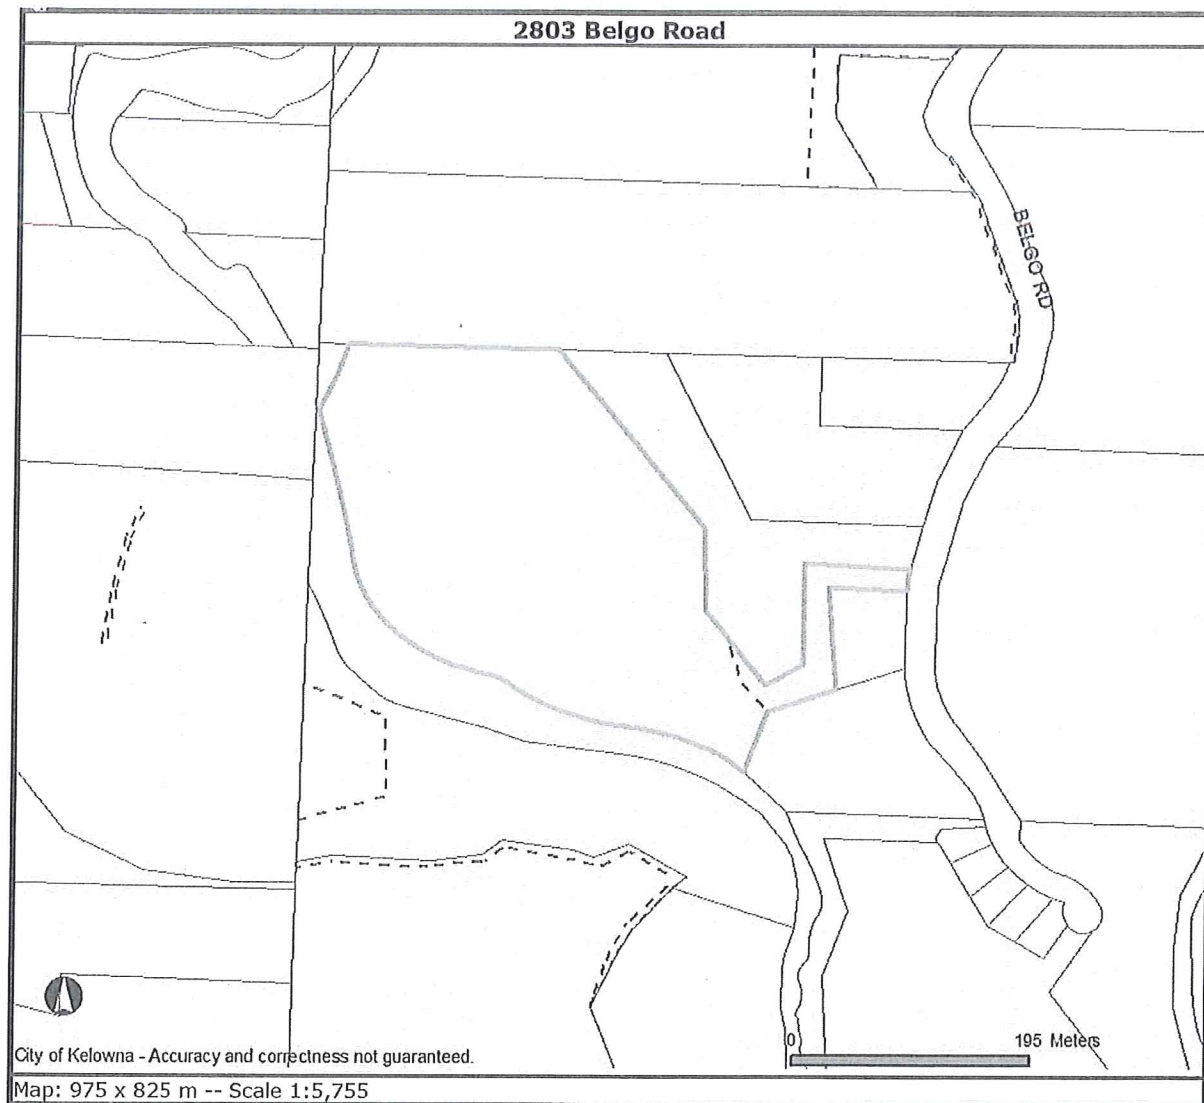 2803 Belgo Road
BELGO RD
0 195 Meters
City of Kelowna - Accuracy and correctness not guaranteed.
Map: 975 x 825 m -- Scale 1:5,755